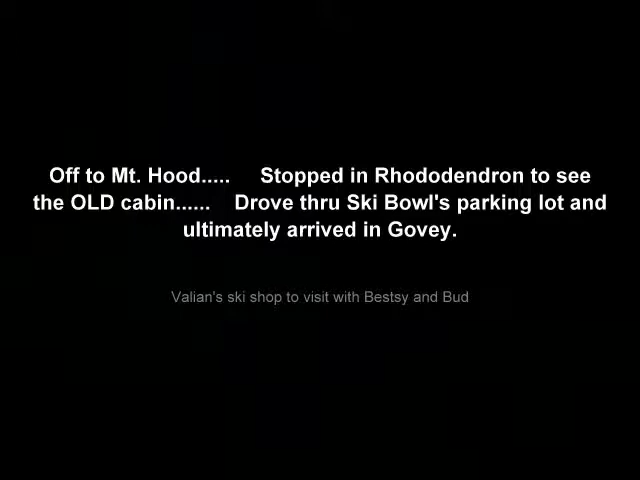 Off to Mt. Hood..... Stopped in Rhododendron to see
the OLD cabin...... Drove thru Ski Bowl's parking lot and
ultimately arrived in Govey.
Valian's ski shop to visit with Bestsy and Bud